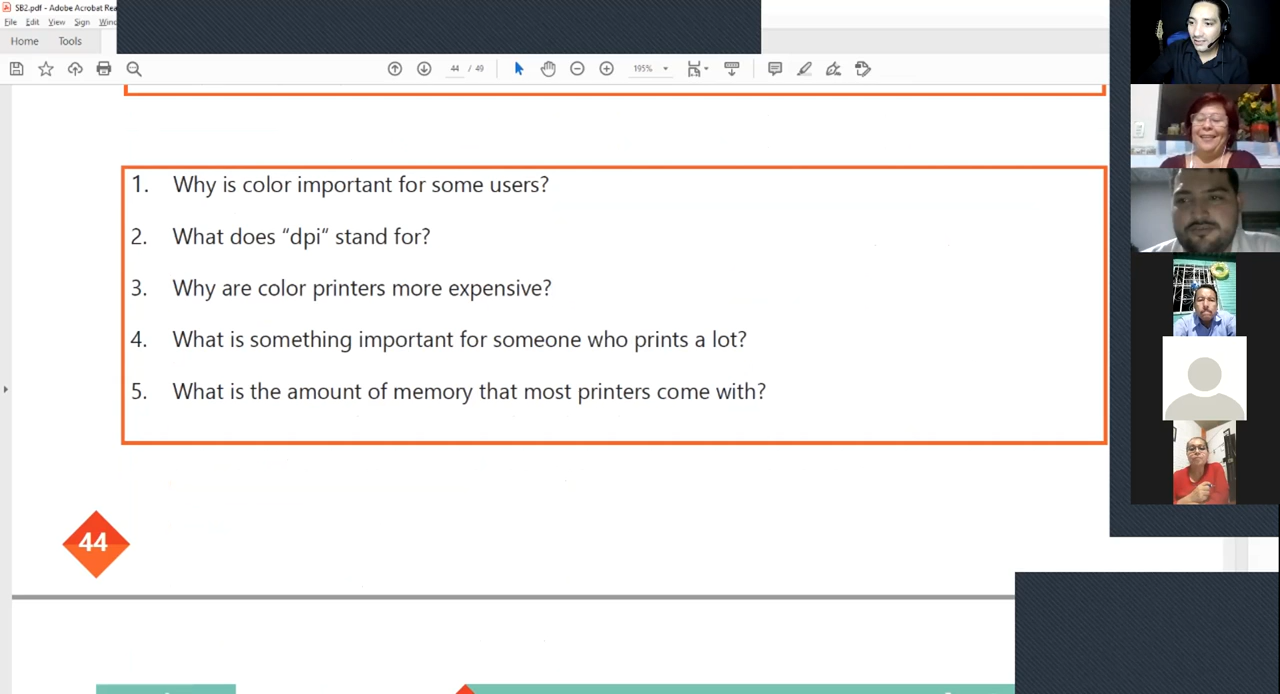 SB2.pdf - Adobe Acrobat Rea
File Edit View Sign Wind
Home Tools
44 / 49 195%
1. Why is color important for some users?
2. What does “dpi“ stand for?
3. Why are color printers more expensive?
4. What is something important for someone who prints a lot?
5. What is the amount of memory that most printers come with?
44